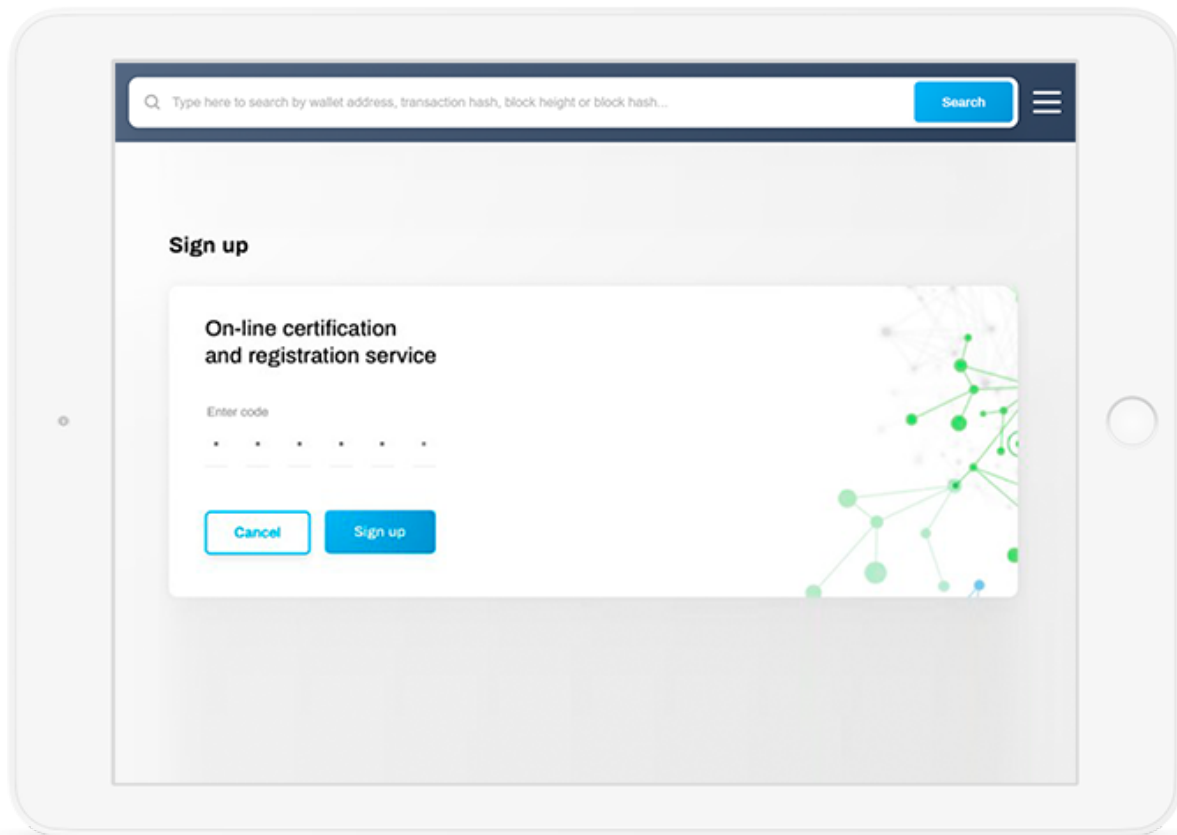 Type here to search by wallet address, transaction hash, block height or block hash...
Search
Sign up
On-line certification
and registration service
Enter code
* * * * * *
Cancel
Sign up